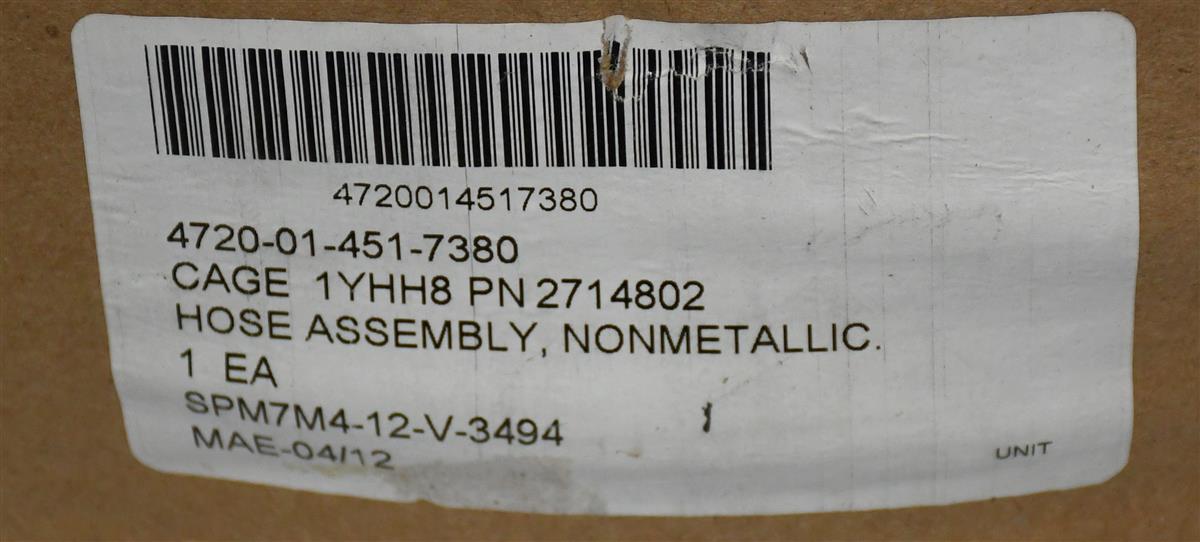 4720014517380
4720-01-451-7380
CAGE 1YHH8 PN 2714802
HOSE ASSEMBLY, NONMETALLIC.
1 EA
SPM7M4-12-V-3494
MAE-04/12
UNIT